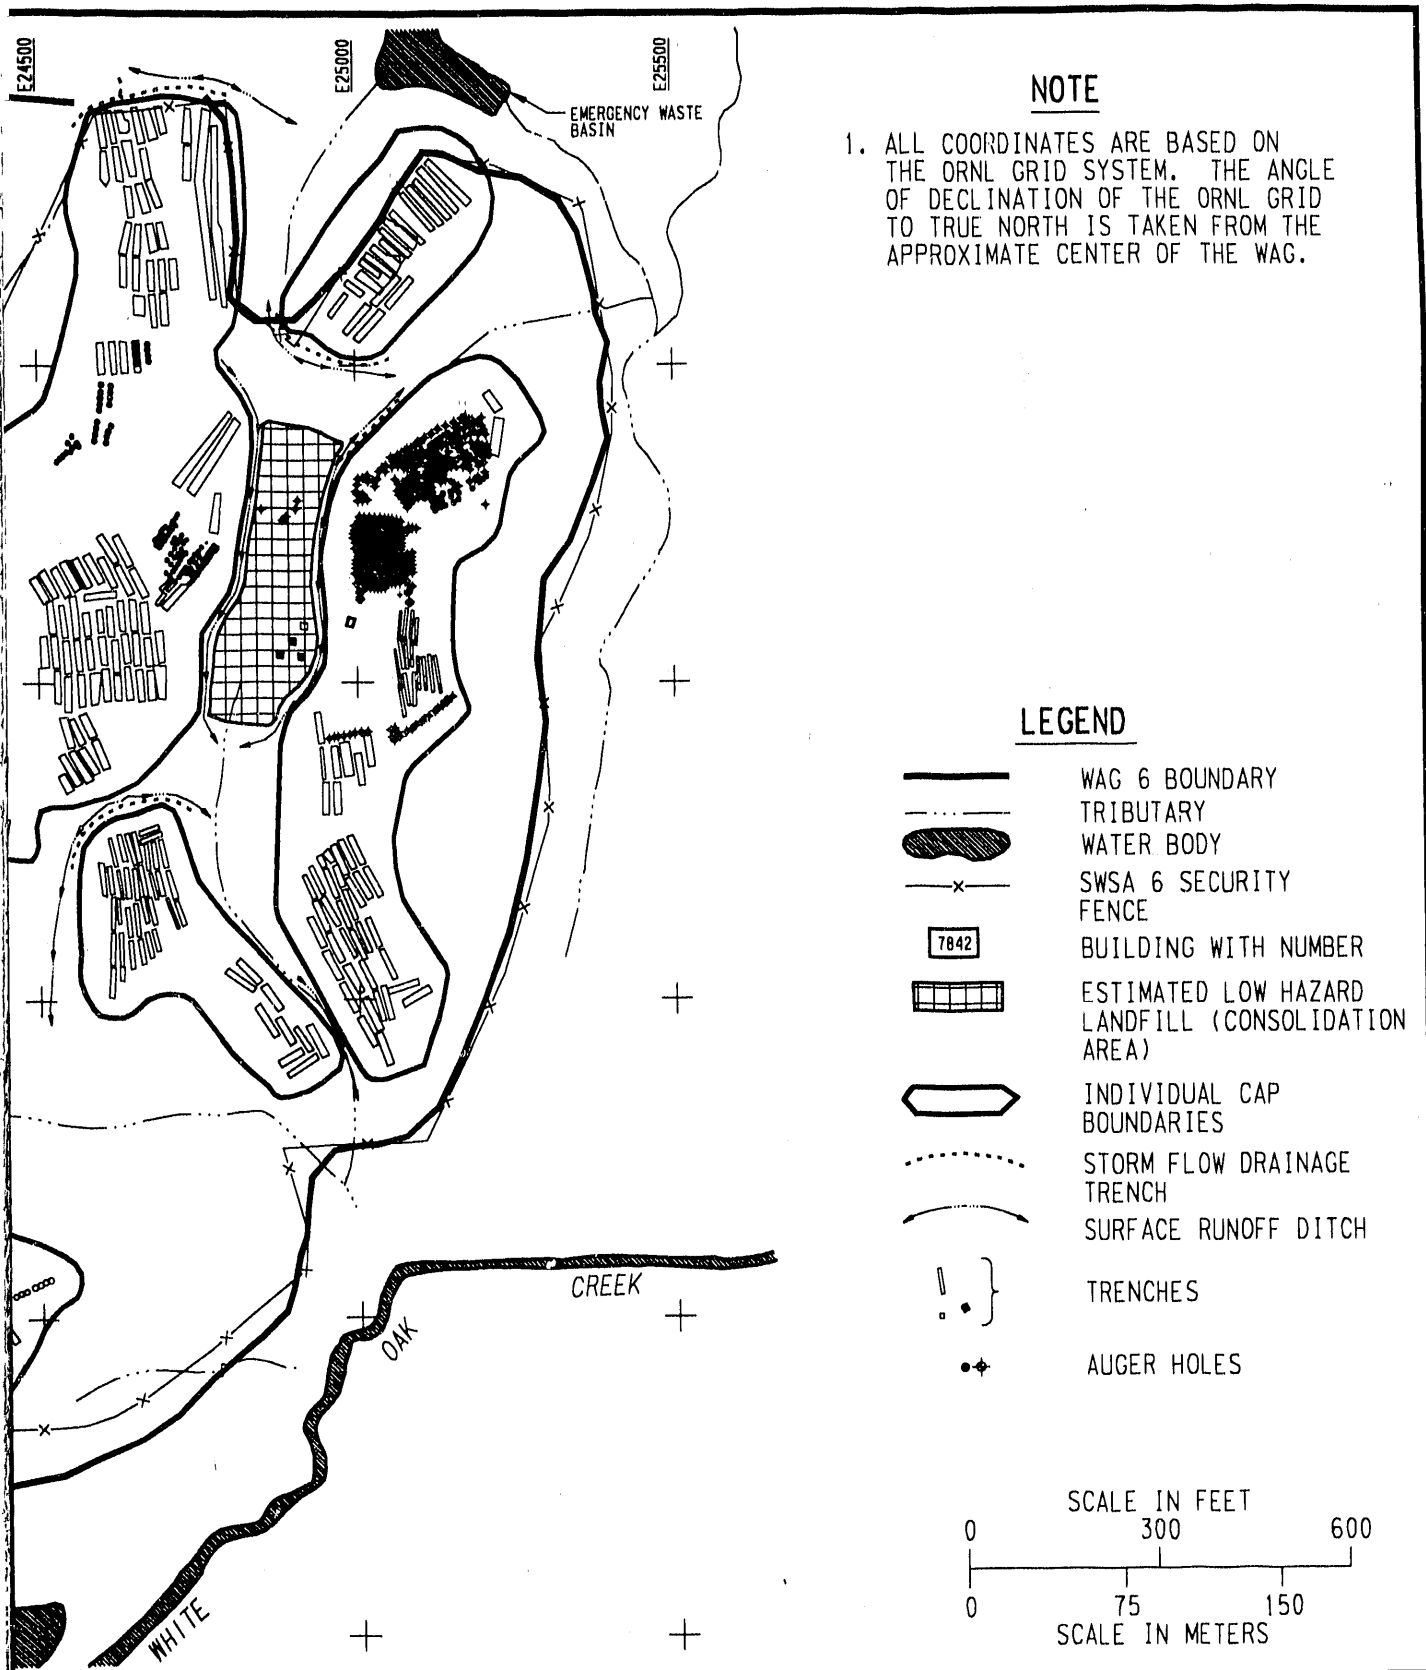 E24500
E25000
E25500
EMERGENCY WASTE
BASIN
NOTE
1. ALL COORDINATES ARE BASED ON
THE ORNL GRID SYSTEM. THE ANGLE
OF DECLINATION OF THE ORNL GRID
TO TRUE NORTH IS TAKEN FROM THE
APPROXIMATE CENTER OF THE WAG.
LEGEND
WAG 6 BOUNDARY
TRIBUTARY
WATER BODY
SWSA 6 SECURITY
FENCE
7842
BUILDING WITH NUMBER
ESTIMATED LOW HAZARD
LANDFILL (CONSOLIDATION
AREA)
INDIVIDUAL CAP
BOUNDARIES
STORM FLOW DRAINAGE
TRENCH
SURFACE RUNOFF DITCH
TRENCHES
AUGER HOLES
WHITE
OAK
CREEK
SCALE IN FEET
0 300 600
0 75 150
SCALE IN METERS